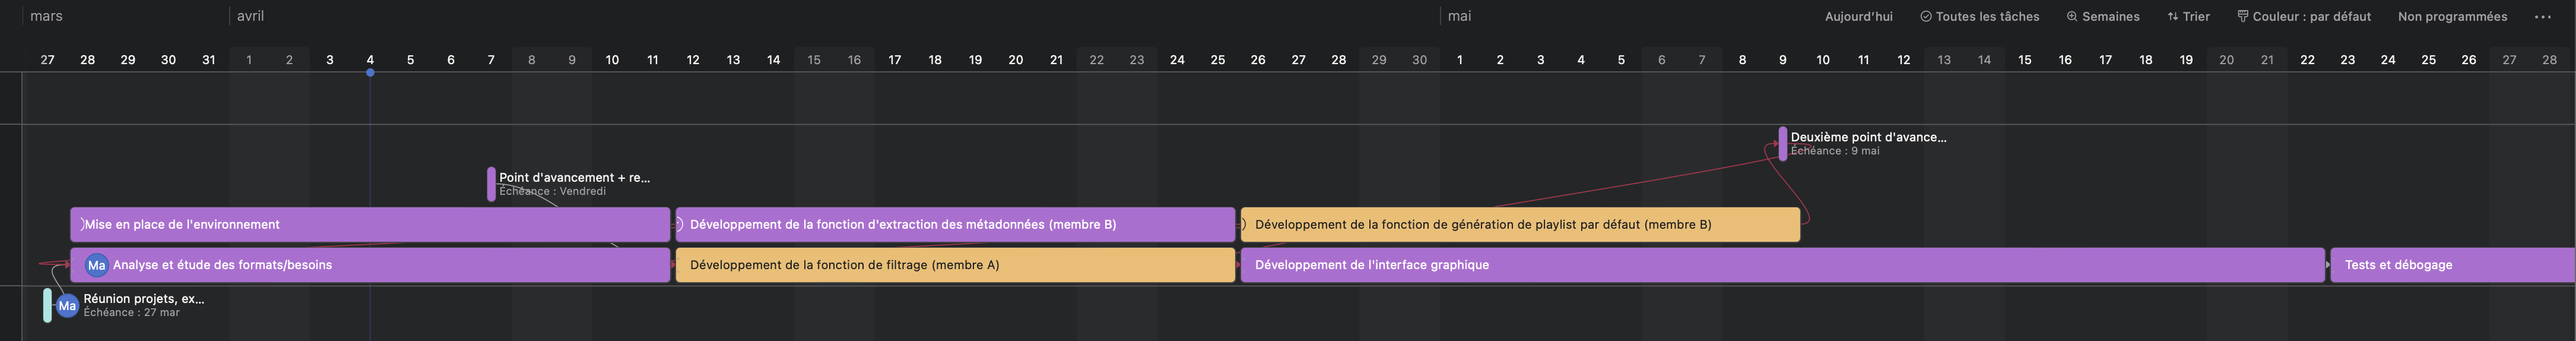 mars
avril
mai
Aujourd'hui
Toutes les tâches
Semaines
Trier
Couleur : par défaut
Non programmées
27 28 29 30 31 1 2 3 4 5 6 7 8 9 10 11 12 13 14 15 16 17 18 19 20 21 22 23 24 25 26 27 28 29 30 1 2 3 4 5 6 7 8 9 10 11 12 13 14 15 16 17 18 19 20 21 22 23 24 25 26 27 28
Deuxième point d'avance...
Échéance : 9 mai
Point d'avancement + re...
Échéance : Vendredi
Mise en place de l'environnement
Développement de la fonction d'extraction des métadonnées (membre B)
Développement de la fonction de génération de playlist par défaut (membre B)
Ma
Analyse et étude des formats/besoins
Développement de la fonction de filtrage (membre A)
Développement de l'interface graphique
Tests et débogage
Ma
Réunion projets, ex...
Échéance : 27 mar